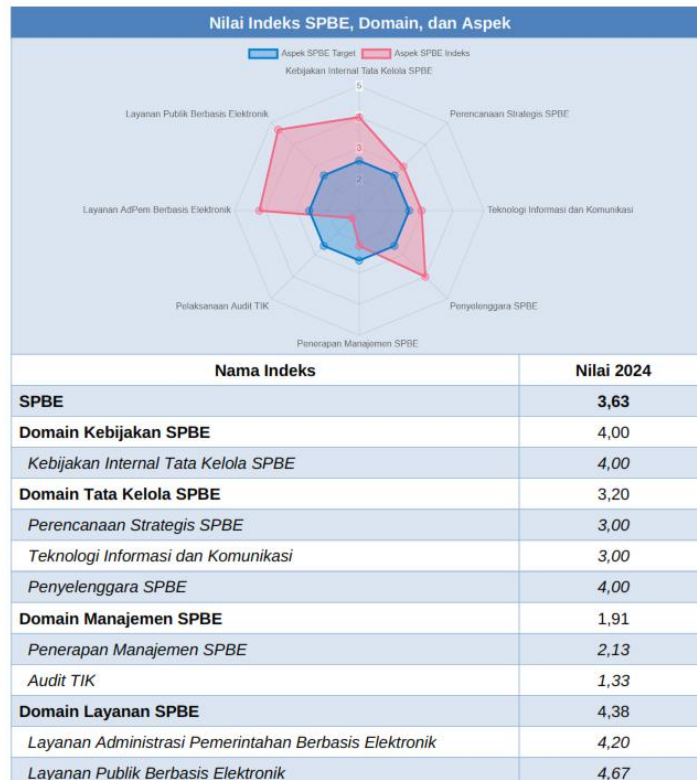 Nilai Indeks SPBE, Domain, dan Aspek
Aspek SPBE Target Aspek SPBE Indeks
Kebijakan Internal Tata Kelola SPBE
5
Layanan Publik Berbasis Elektronik Perencanaan Strategis SPBE
3
2
Layanan AdPem Berbasis Elektronik Teknologi Informasi dan Komunikasi
Pelaksanaan Audit TIK Penyelenggara SPBE
Penerapan Manajemen SPBE
Nama Indeks Nilai 2024
SPBE 3,63
Domain Kebijakan SPBE 4,00
Kebijakan Internal Tata Kelola SPBE 4,00
Domain Tata Kelola SPBE 3,20
Perencanaan Strategis SPBE 3,00
Teknologi Informasi dan Komunikasi 3,00
Penyelenggara SPBE 4,00
Domain Manajemen SPBE 1,91
Penerapan Manajemen SPBE 2,13
Audit TIK 1,33
Domain Layanan SPBE 4,38
Layanan Administrasi Pemerintahan Berbasis Elektronik 4,20
Layanan Publik Berbasis Elektronik 4,67